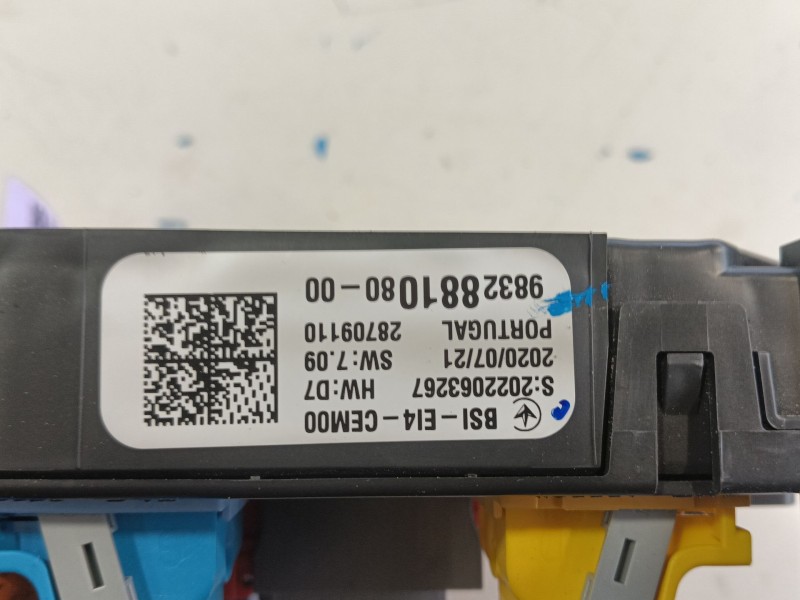 BSI-EI4-CEM00
S:2022063267 HW:D7
2020/07/21 SW:7.09
PORTUGAL 28709110
9832881080-00